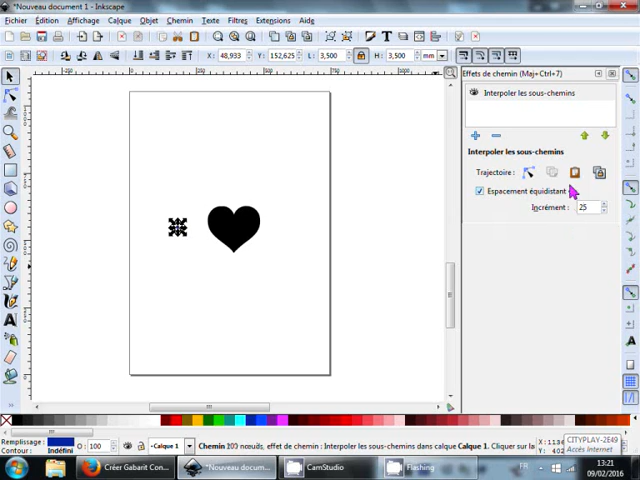 *Nouveau document 1 - Inkscape
Fichier Édition Affichage Calque Objet Chemin Texte Filtres Extensions Aide
X: 48,933 Y: 152,625 L: 3,500 H: 3,500 mm
Effets de chemin (Maj+Ctrl+7)
Interpoler les sous-chemins
Interpoler les sous-chemins
Trajectoire :
Espacement équidistant
Incrément : 25
Remplissage :
Contour : Indéfini
O : 100
Calque 1
nœuds, effet de chemin : Interpoler les sous-chemins dans calque Calque 1. Cliquer sur la
CITYPLAY-2E49
Accès Internet
Créer Gabarit Con...
*Nouveau docum...
CamStudio
Flashing
FR
13:21
09/02/2016